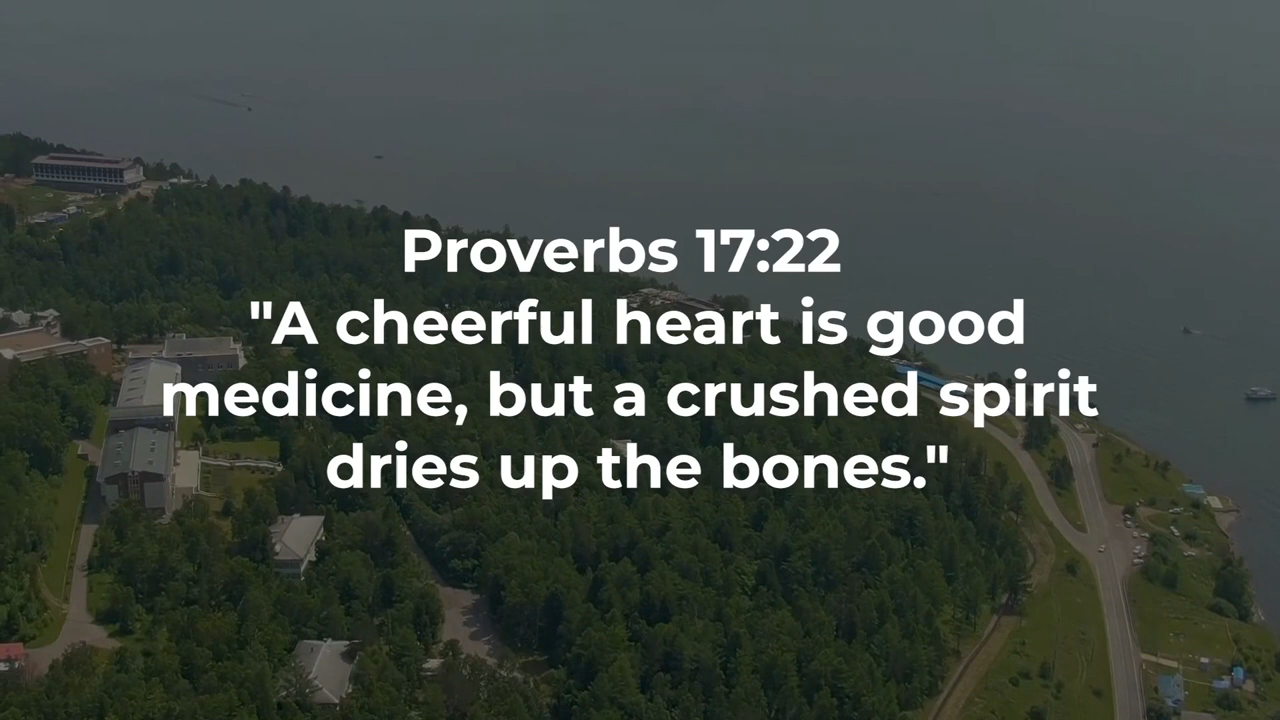 Proverbs 17:22
"A cheerful heart is good
medicine, but a crushed spirit
dries up the bones."